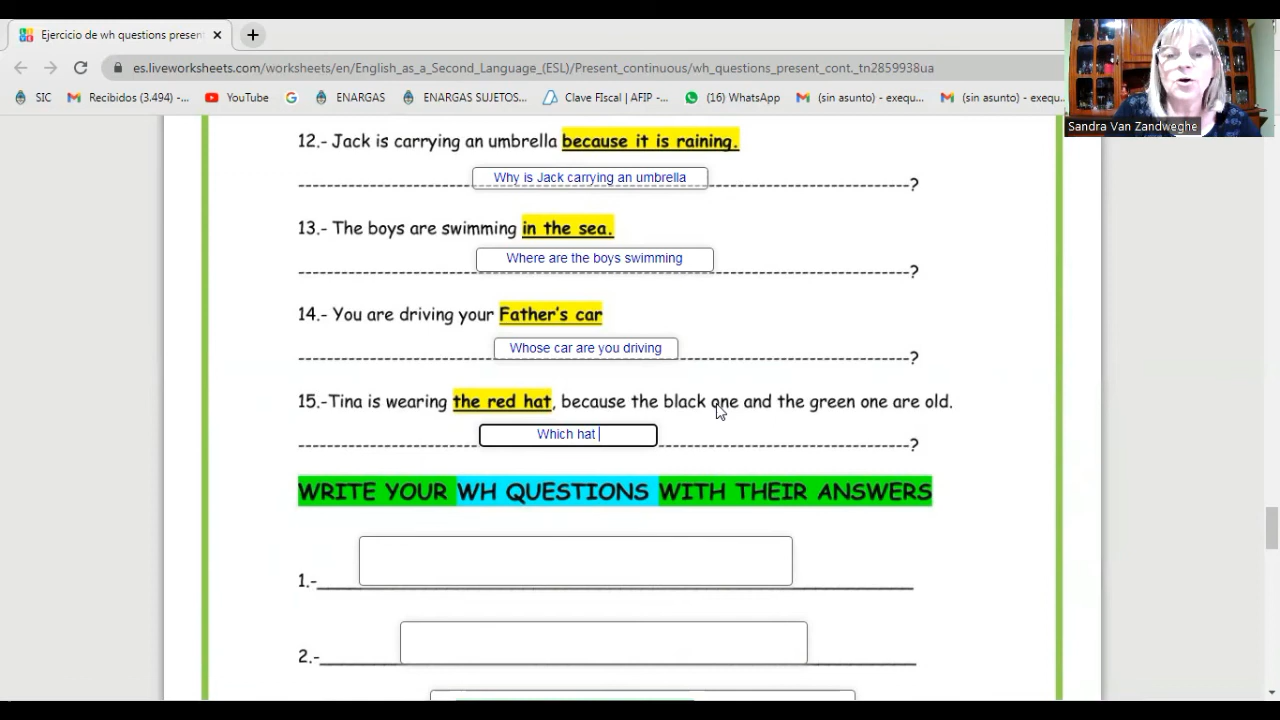 Ejercicio de wh questions present
es.liveworksheets.com/worksheets/en/English_as_a_Second_Language_(ESL)/Present_continuous/wh_questions_present_cont._tn2859938ua
SIC Recibidos (3.494) -... YouTube ENARGAS ENARGAS SUJETOS... Clave FIscal | AFIP -... (16) WhatsApp (sin asunto) - exequ... (sin asunto) - exequ...
Sandra Van Zandweghe
12.- Jack is carrying an umbrella because it is raining.
Why is Jack carrying an umbrella ?
13.- The boys are swimming in the sea.
Where are the boys swimming ?
14.- You are driving your Father's car
Whose car are you driving ?
15.-Tina is wearing the red hat, because the black one and the green one are old.
Which hat ?
WRITE YOUR WH QUESTIONS WITH THEIR ANSWERS
1.-
2.-